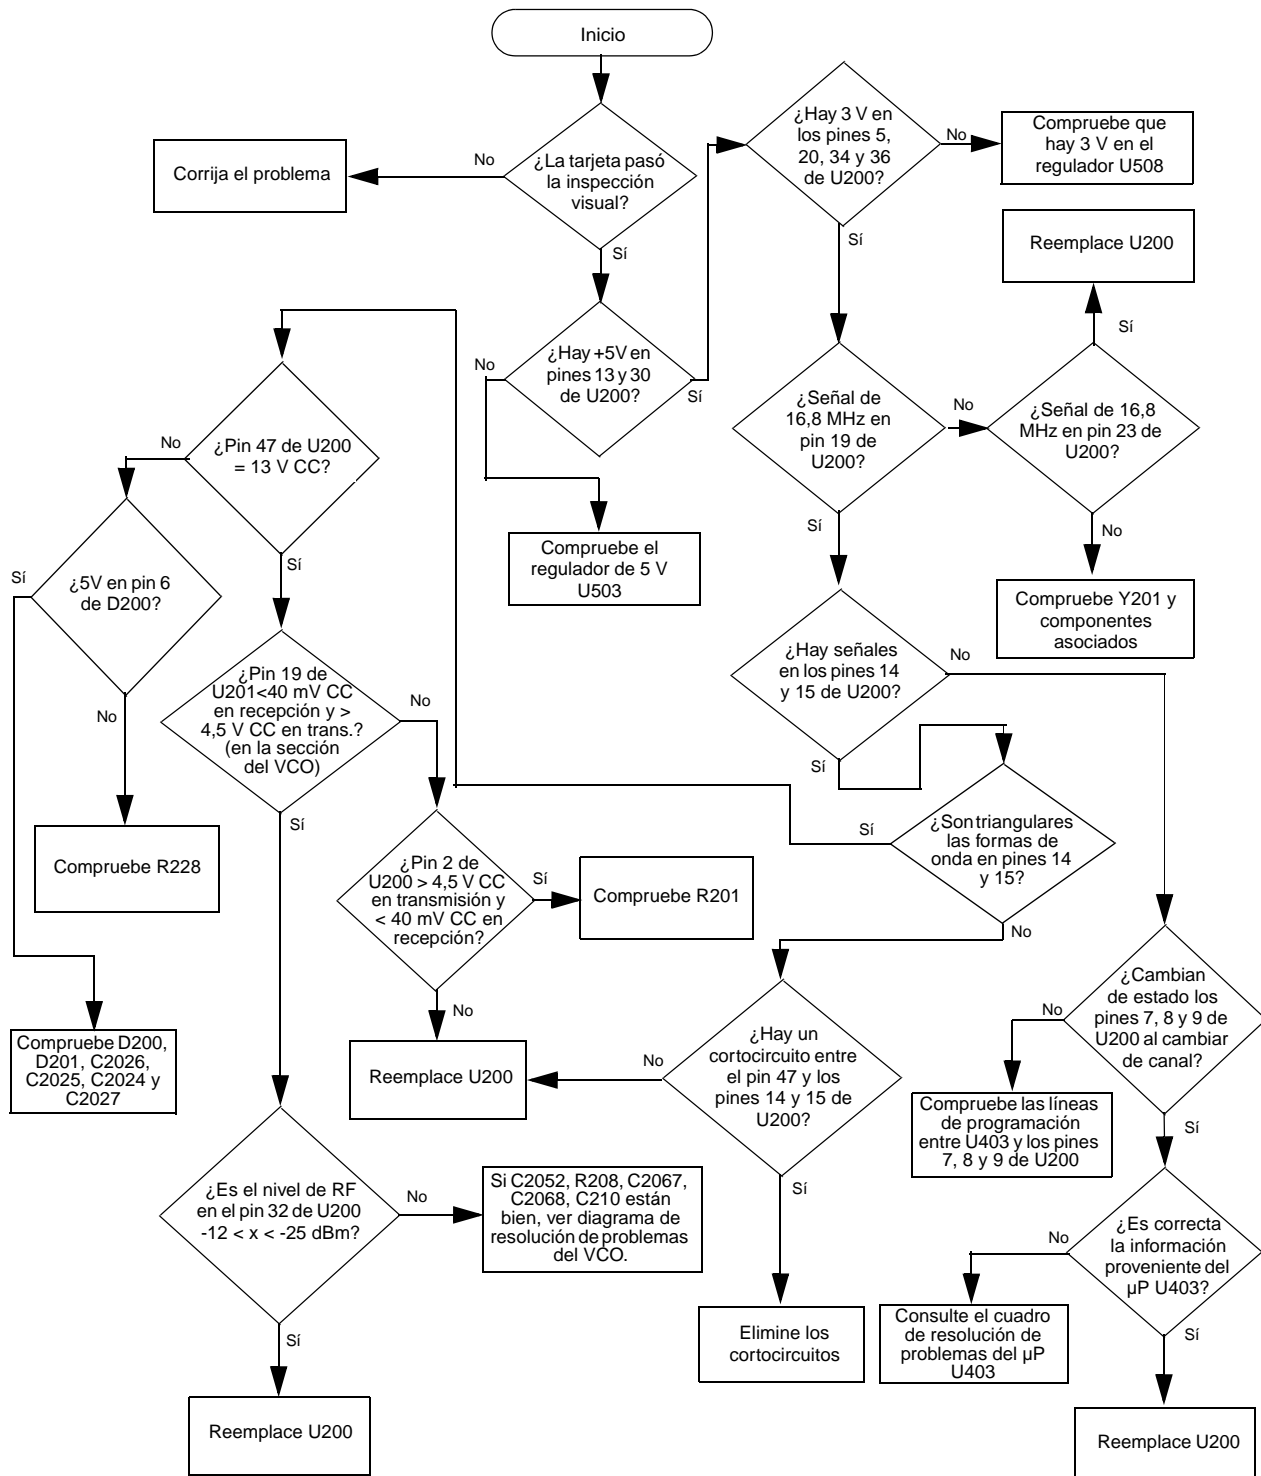 Inicio
¿La tarjeta pasó
la inspección
visual?
No
Corrija el problema
Sí
¿Hay +5V en
pines 13 y 30
de U200?
No
Sí
Compruebe el
regulador de 5 V
U503
¿Hay 3 V en
los pines 5,
20, 34 y 36
de U200?
No
Compruebe que
hay 3 V en el
regulador U508
Sí
Reemplace U200
Sí
¿Señal de
16,8 MHz en
pin 19 de
U200?
No
¿Señal de 16,8
MHz en pin 23 de
U200?
No
Compruebe Y201 y
componentes
asociados
Sí
¿Hay señales
en los pines 14
y 15 de U200?
No
Sí
¿Son triangulares
las formas de
onda en pines 14
y 15?
Sí
No
¿Pin 47 de U200
= 13 V CC?
No
Sí
¿5V en pin 6
de D200?
Sí
No
Compruebe R228
Compruebe D200,
D201, C2026,
C2025, C2024 y
C2027
¿Pin 19 de
U201<40 mV CC
en recepción y >
4,5 V CC en trans.?
(en la sección
del VCO)
No
Sí
¿Pin 2 de
U200 > 4,5 V CC
en transmisión y
< 40 mV CC en
recepción?
Sí
Compruebe R201
No
Reemplace U200
No
¿Hay un
cortocircuito entre
el pin 47 y los
pines 14 y 15 de
U200?
Sí
Elimine los
cortocircuitos
¿Cambian
de estado los
pines 7, 8 y 9 de
U200 al cambiar
de canal?
No
Compruebe las líneas
de programación
entre U403 y los pines
7, 8 y 9 de U200
Sí
¿Es correcta
la información
proveniente del
µP U403?
No
Consulte el cuadro
de resolución de
problemas del µP
U403
Sí
Reemplace U200
¿Es el nivel de RF
en el pin 32 de U200
-12 < x < -25 dBm?
No
Si C2052, R208, C2067,
C2068, C210 están
bien, ver diagrama de
resolución de problemas
del VCO.
Sí
Reemplace U200